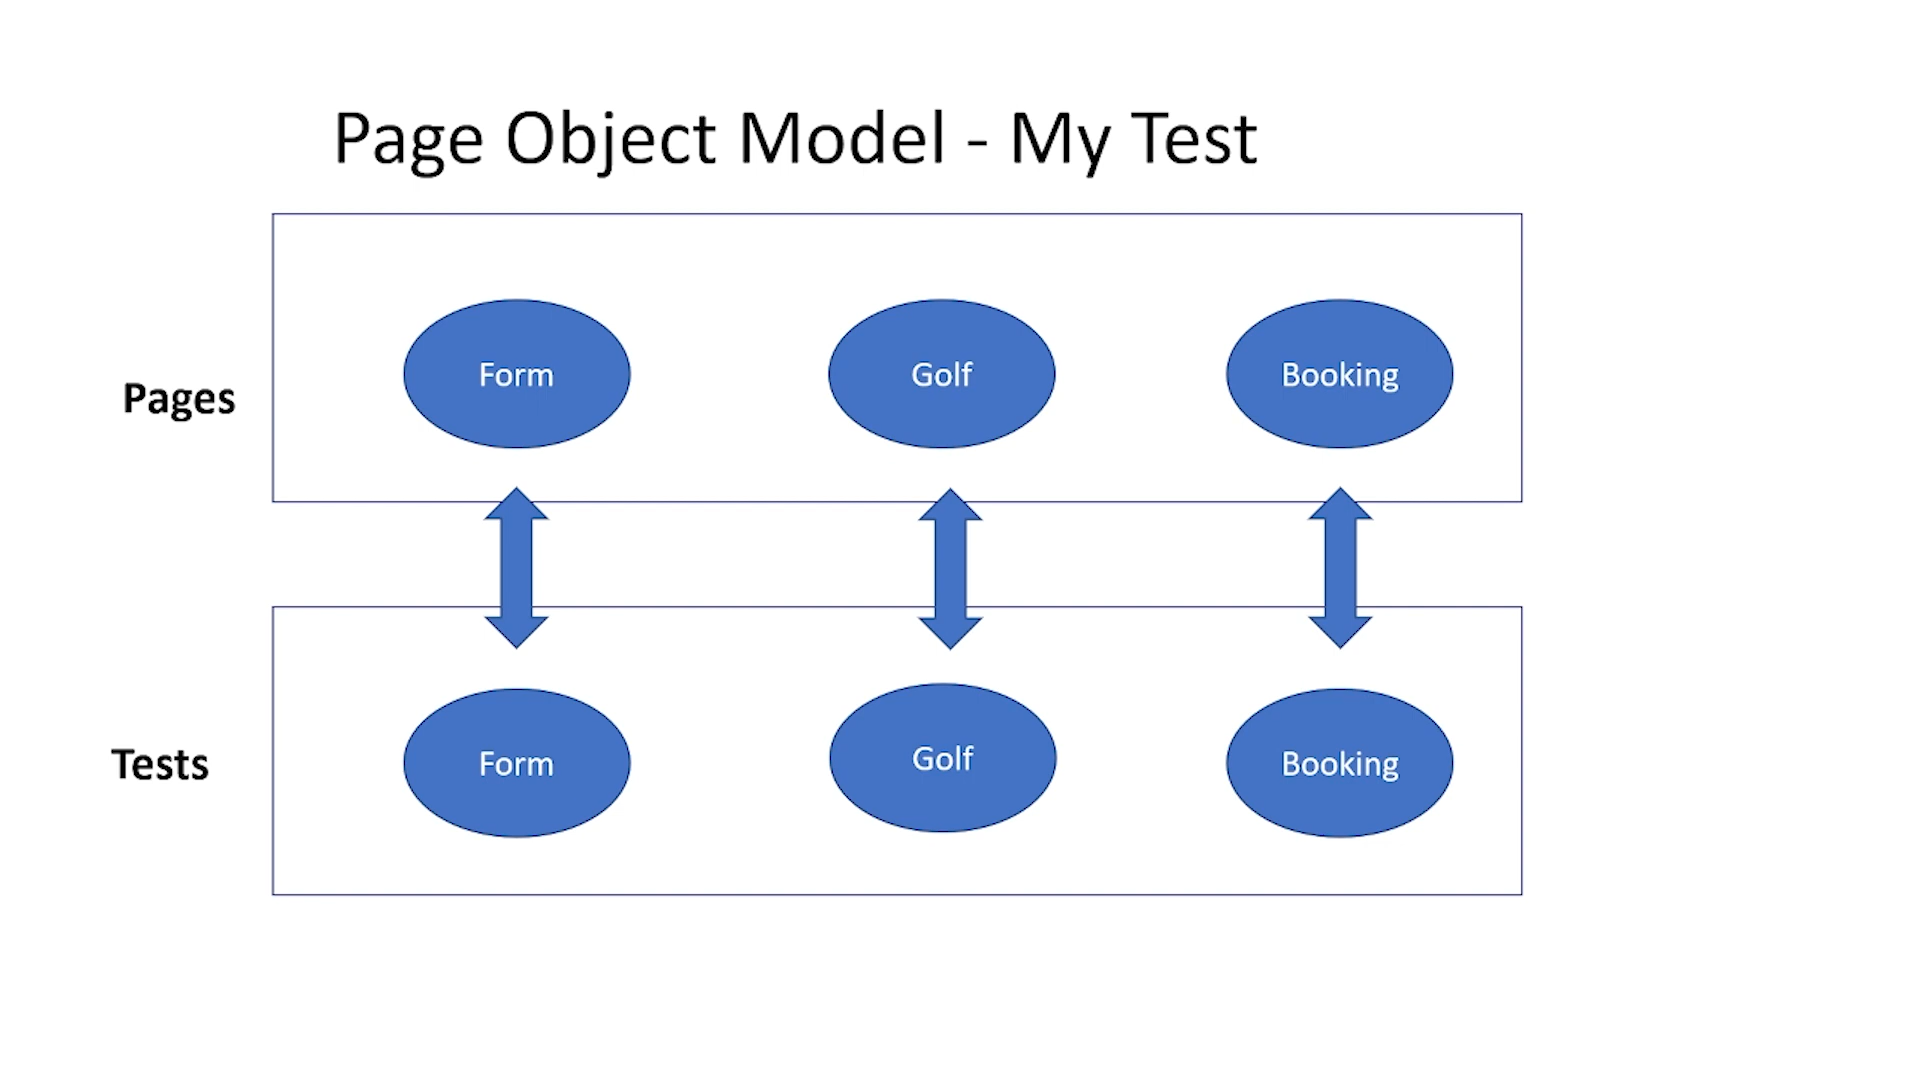 Page Object Model - My Test
Pages
Form
Golf
Booking
Tests
Form
Golf
Booking